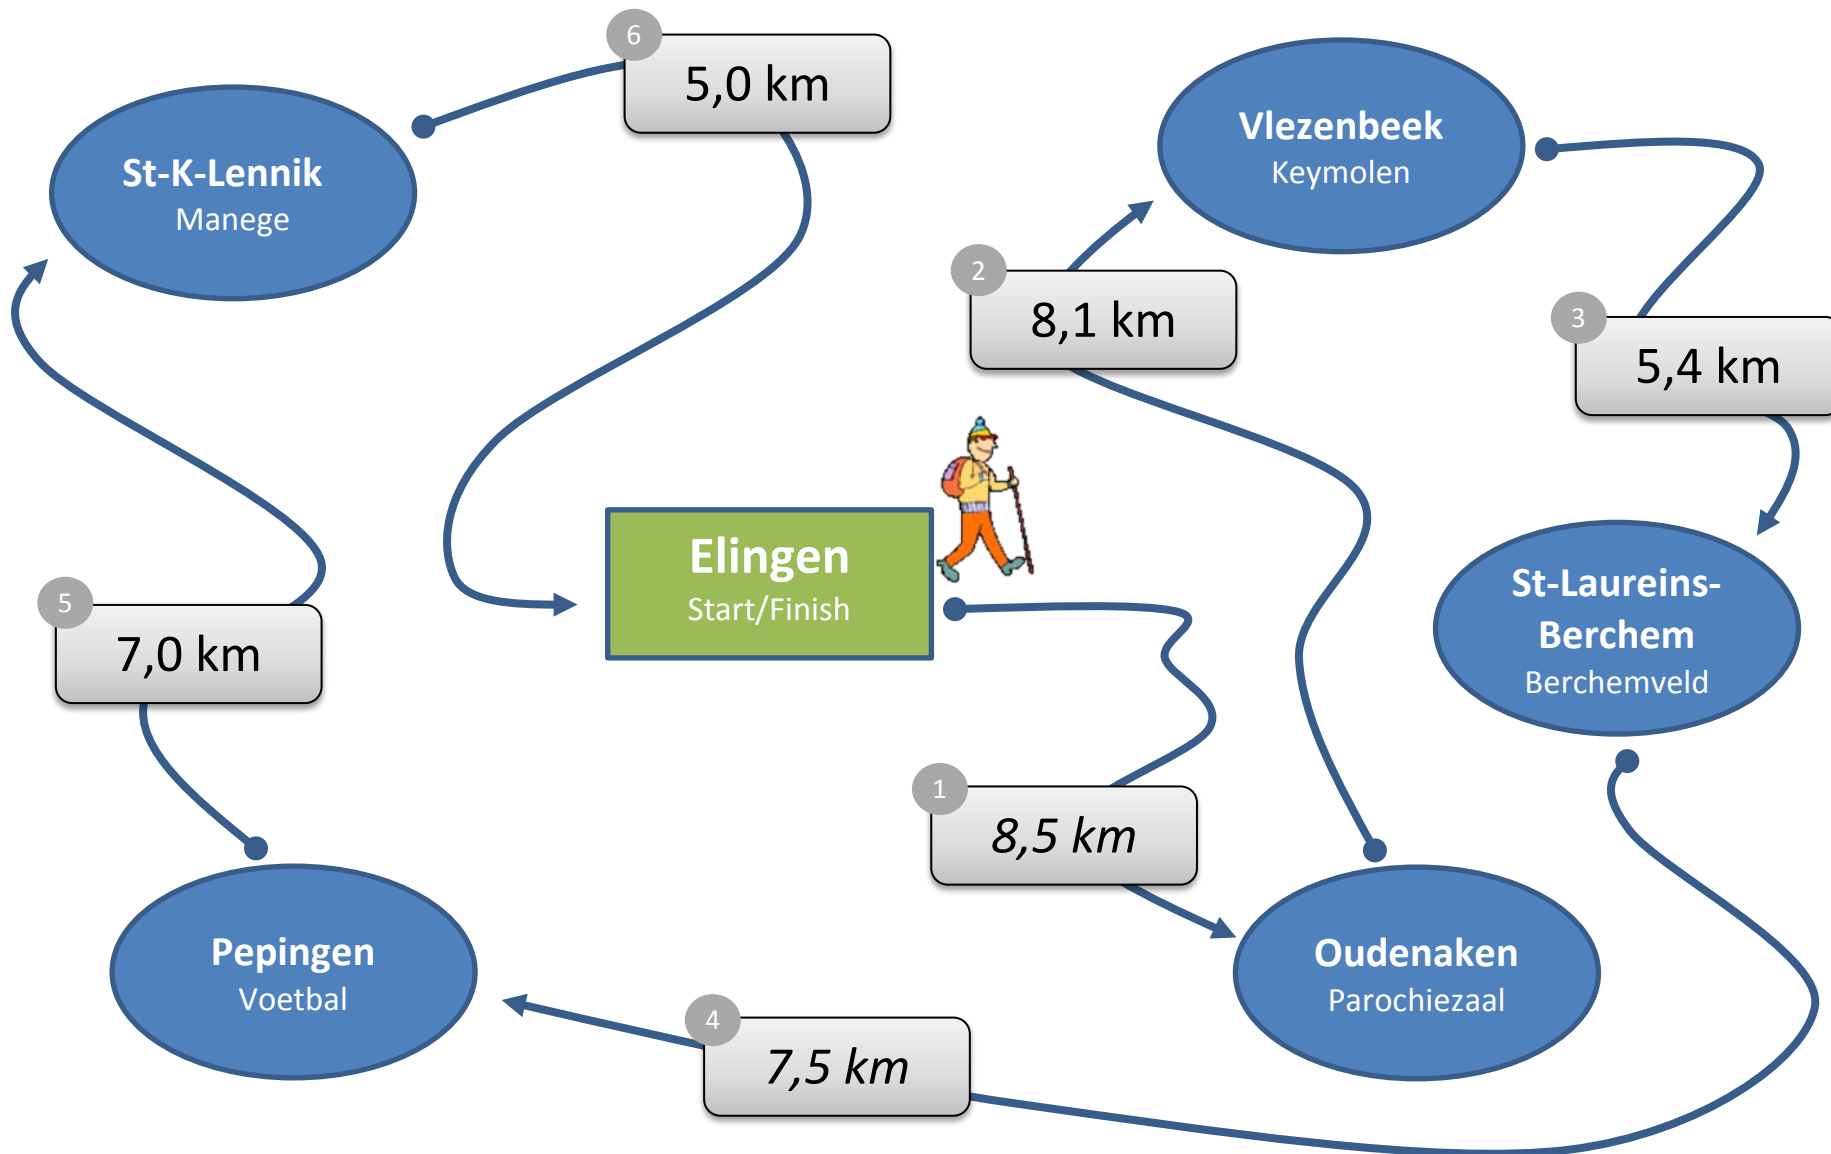 6
5,0 km
St-K-Lennik
Manege
Vlezenbeek
Keymolen
2
8,1 km
3
5,4 km
Elingen
Start/Finish
St-Laureins-
Berchem
Berchemveld
5
7,0 km
1
8,5 km
Pepingen
Voetbal
Oudenaken
Parochiezaal
4
7,5 km